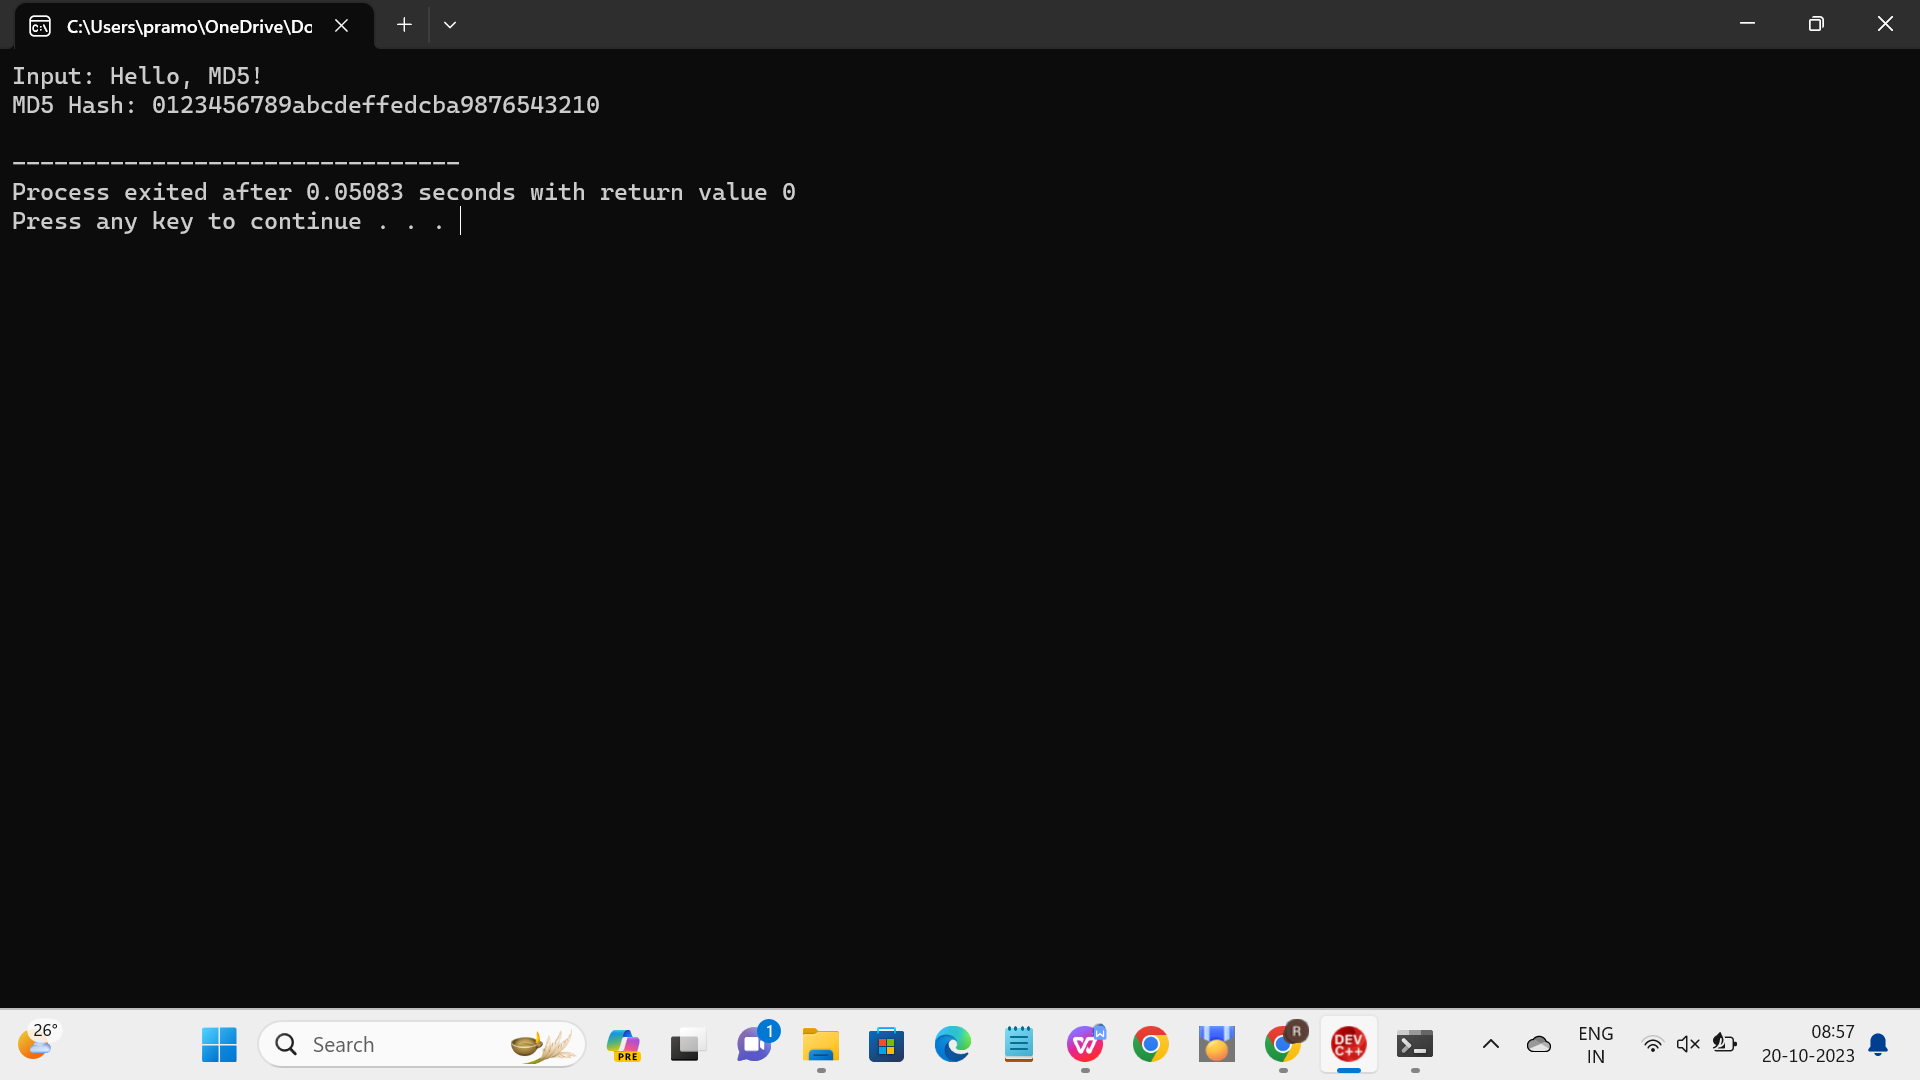 C:\Users\pramo\OneDrive\Do
Input: Hello, MD5!
MD5 Hash: 0123456789abcdeffedcba9876543210
--------------------------------
Process exited after 0.05083 seconds with return value 0
Press any key to continue . . .
26°
Search
PRE
1
W
R
DEV
C++
ENG
IN
08:57
20-10-2023